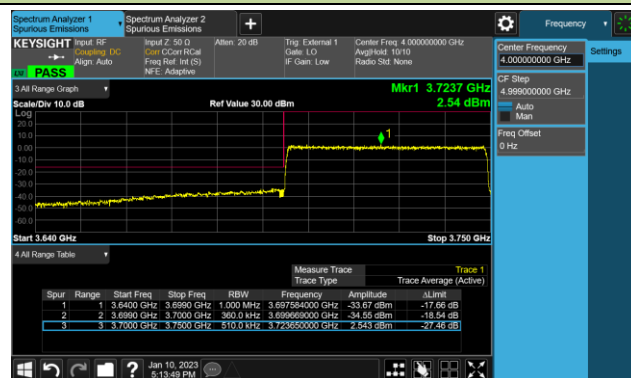 Spectrum Analyzer 1
Spurious Emissions
Spectrum Analyzer 2
Spurious Emissions
+
Frequency
KEYSIGHT
Input: RF
Coupling: DC
Align: Auto
Input Z: 50 Ω
Corr CCorr RCal
Freq Ref: Int (S)
NFE: Adaptive
Atten: 20 dB
Trig: External 1
Gate: LO
IF Gain: Low
Center Freq: 4.000000000 GHz
Avg|Hold: 10/10
Radio Std: None
PASS
Center Frequency
4.000000000 GHz
Settings
CF Step
4.999000000 GHz
Auto
Man
Freq Offset
0 Hz
3 All Range Graph
Mkr1 3.7237 GHz
Scale/Div 10.0 dB
Ref Value 30.00 dBm
2.54 dBm
Log
20.0
10.0
0.00
-10.0
-20.0
-30.0
-40.0
-50.0
-60.0
1
Start 3.640 GHz
Stop 3.750 GHz
4 All Range Table
Measure Trace Trace 1
Trace Type Trace Average (Active)
Spur Range Start Freq Stop Freq RBW Frequency Amplitude ΔLimit
1 1 3.6400 GHz 3.6990 GHz 1.000 MHz 3.697584000 GHz -33.67 dBm -17.66 dB
2 2 3.6990 GHz 3.7000 GHz 360.0 kHz 3.699669000 GHz -34.55 dBm -18.54 dB
3 3 3.7000 GHz 3.7500 GHz 510.0 kHz 3.723650000 GHz 2.543 dBm -27.46 dB
?
Jan 10, 2023
5:13:49 PM